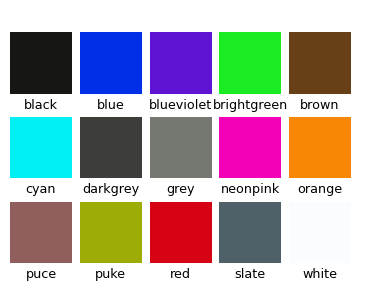 black blue blueviolet brightgreen brown
cyan darkgrey grey neonpink orange
puce puke red slate white